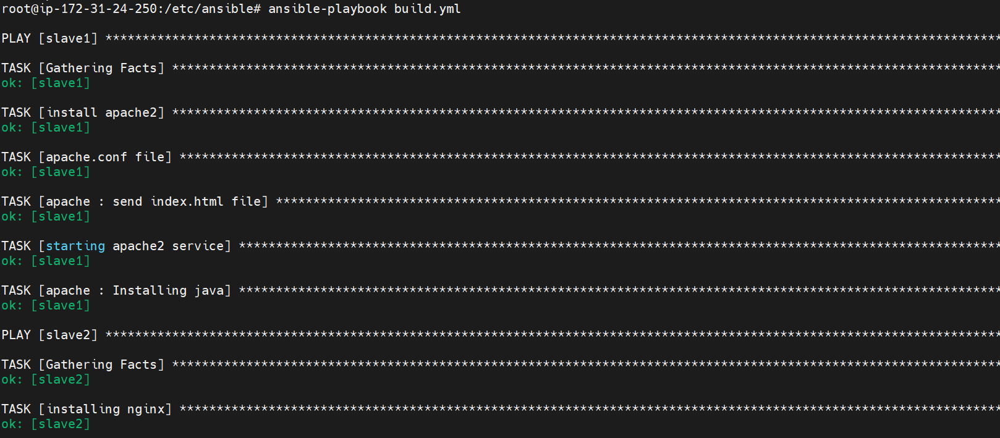 root@ip-172-31-24-250:/etc/ansible# ansible-playbook build.yml
PLAY [slave1] *************************************************************************************************************************
TASK [Gathering Facts] ****************************************************************************************************************
ok: [slave1]
TASK [install apache2] ****************************************************************************************************************
ok: [slave1]
TASK [apache.conf file] ***************************************************************************************************************
ok: [slave1]
TASK [apache : send index.html file] **************************************************************************************************
ok: [slave1]
TASK [starting apache2 service] *******************************************************************************************************
ok: [slave1]
TASK [apache : Installing java] *******************************************************************************************************
ok: [slave1]
PLAY [slave2] *************************************************************************************************************************
TASK [Gathering Facts] ****************************************************************************************************************
ok: [slave2]
TASK [installing nginx] ***************************************************************************************************************
ok: [slave2]